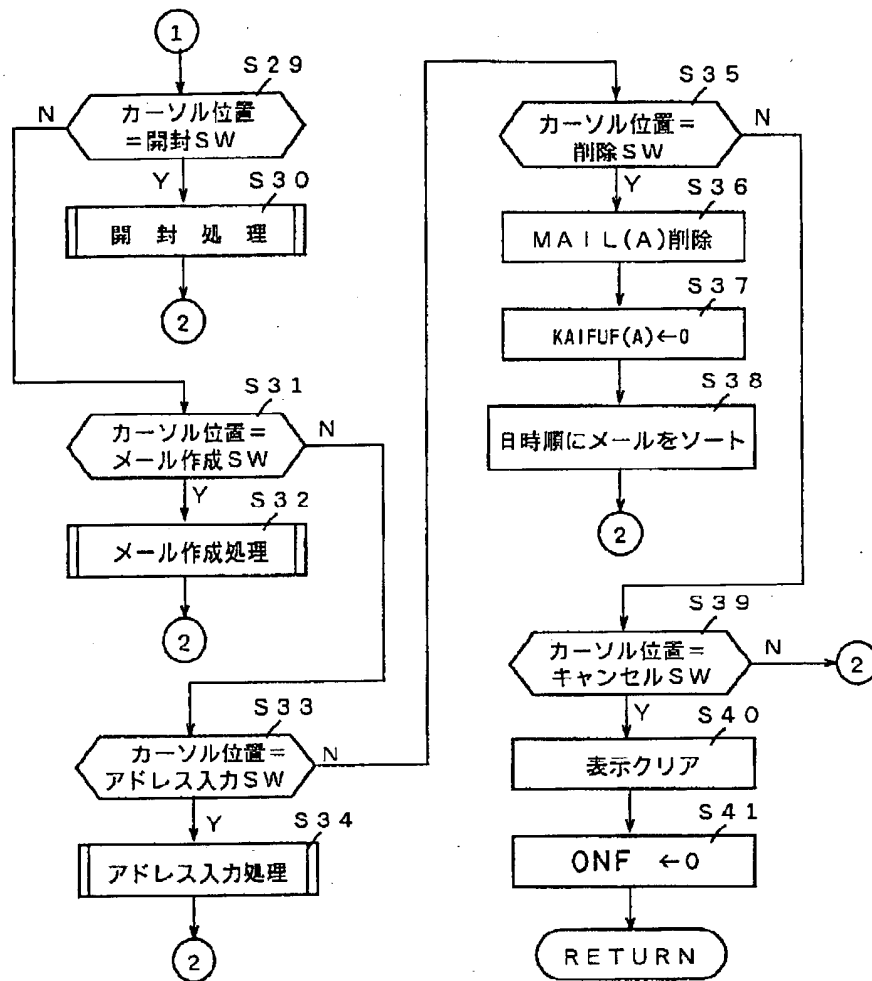 1
S29
N
カーソル位置
=開封SW
Y
S30
開封処理
2
S31
カーソル位置=
メール作成SW
N
Y
S32
メール作成処理
2
S33
カーソル位置=
アドレス入力SW
N
Y
S34
アドレス入力処理
2
S35
カーソル位置=
削除SW
N
Y
S36
MAIL(A)削除
S37
KAIFUF(A)←0
S38
日時順にメールをソート
2
S39
カーソル位置=
キャンセルSW
N
2
Y
S40
表示クリア
S41
ONF ←0
RETURN